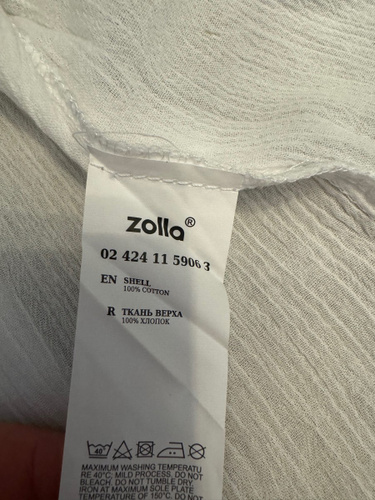 zolla®
02 424 11 5906 3
EN SHELL
100% COTTON
R ТКАНЬ ВЕРХА
100% ХЛОПОК
40
MAXIMUM WASHING TEMPERATU
RE 40°C; MILD PROCESS. DO NOT
BLEACH. DO NOT TUMBLE DRY
IRON AT MAXIMUM SOLE PLATE
TEMPERATURE OF 150°C. DO NOT